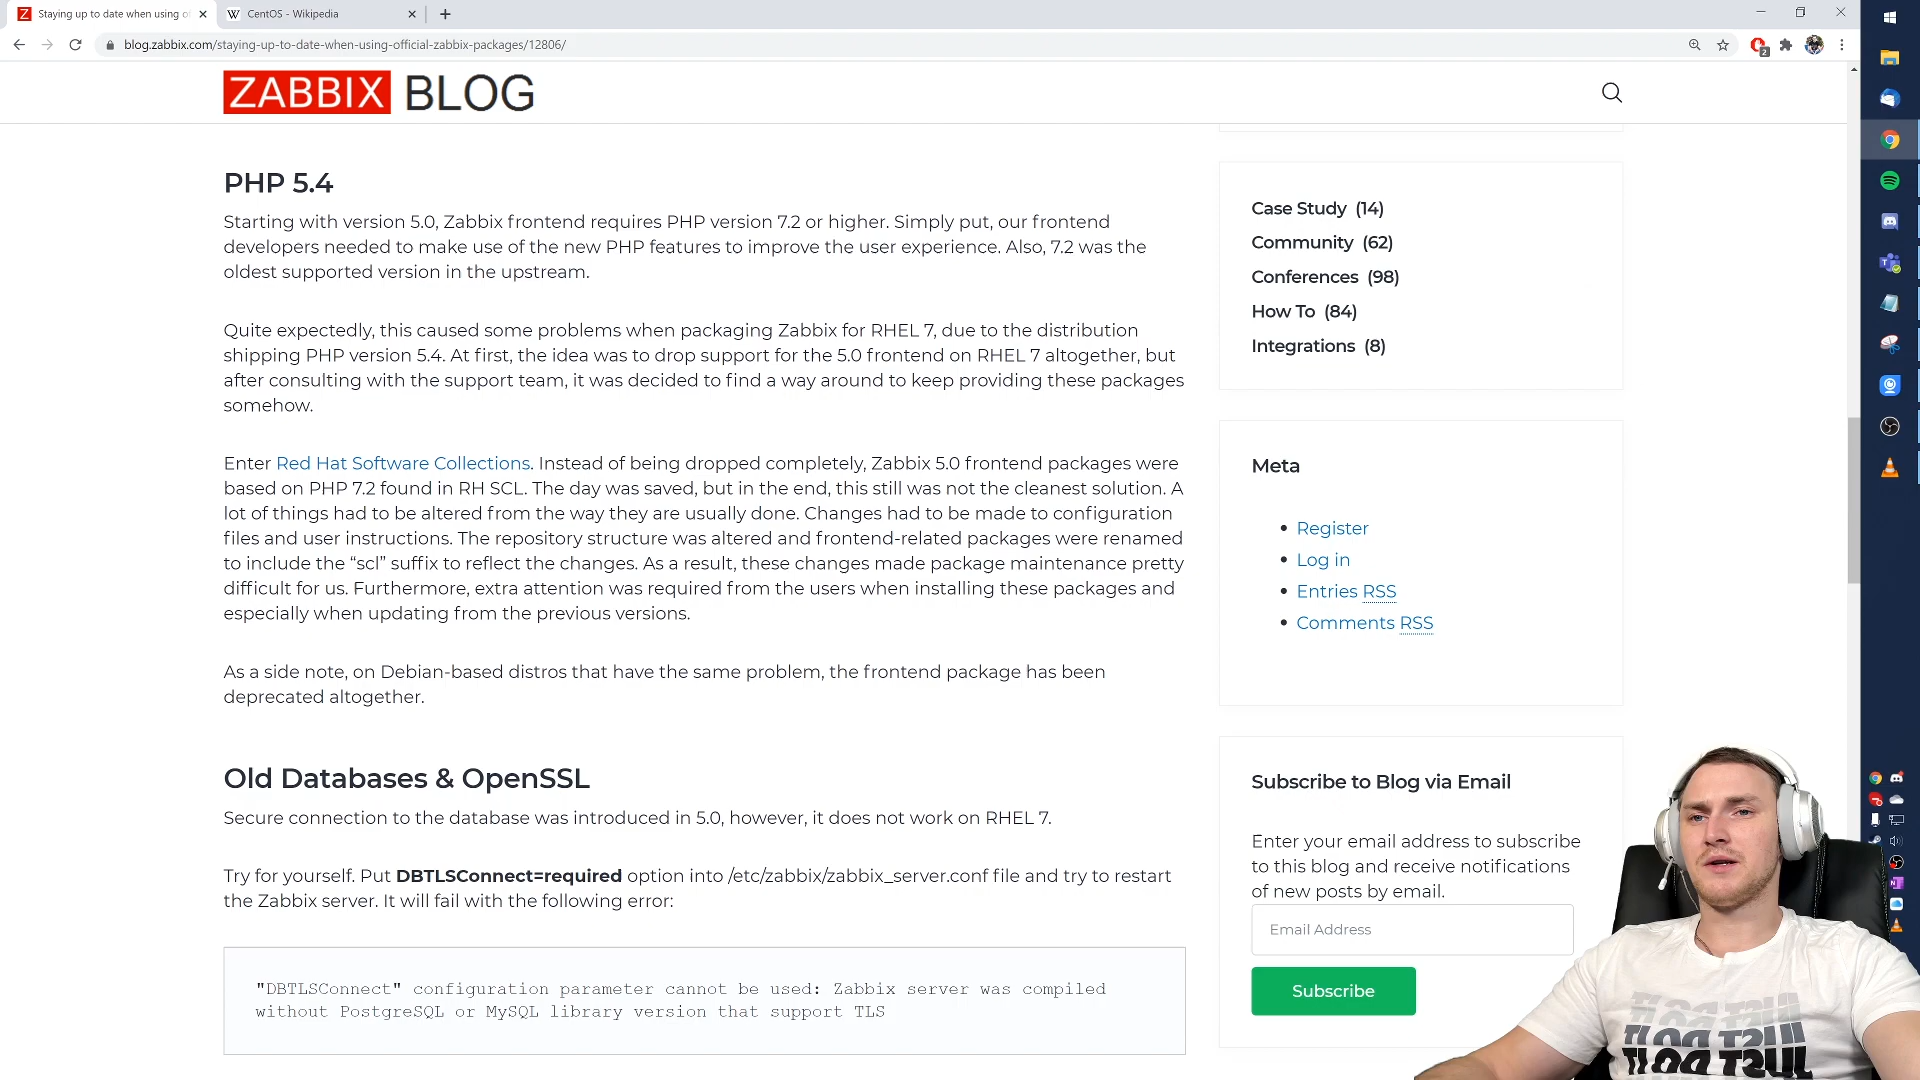 Staying up to date when using o
CentOS - Wikipedia
blog.zabbix.com/staying-up-to-date-when-using-official-zabbix-packages/12806/
2
ZABBIX BLOG
PHP 5.4
Starting with version 5.0, Zabbix frontend requires PHP version 7.2 or higher. Simply put, our frontend
developers needed to make use of the new PHP features to improve the user experience. Also, 7.2 was the
oldest supported version in the upstream.
Quite expectedly, this caused some problems when packaging Zabbix for RHEL 7, due to the distribution
shipping PHP version 5.4. At first, the idea was to drop support for the 5.0 frontend on RHEL 7 altogether, but
after consulting with the support team, it was decided to find a way around to keep providing these packages
somehow.
Enter Red Hat Software Collections. Instead of being dropped completely, Zabbix 5.0 frontend packages were
based on PHP 7.2 found in RH SCL. The day was saved, but in the end, this still was not the cleanest solution. A
lot of things had to be altered from the way they are usually done. Changes had to be made to configuration
files and user instructions. The repository structure was altered and frontend-related packages were renamed
to include the “scl” suffix to reflect the changes. As a result, these changes made package maintenance pretty
difficult for us. Furthermore, extra attention was required from the users when installing these packages and
especially when updating from the previous versions.
As a side note, on Debian-based distros that have the same problem, the frontend package has been
deprecated altogether.
Old Databases & OpenSSL
Secure connection to the database was introduced in 5.0, however, it does not work on RHEL 7.
Try for yourself. Put DBTLSConnect=required option into /etc/zabbix/zabbix_server.conf file and try to restart
the Zabbix server. It will fail with the following error:
"DBTLSConnect" configuration parameter cannot be used: Zabbix server was compiled
without PostgreSQL or MySQL library version that support TLS
Case Study (14)
Community (62)
Conferences (98)
How To (84)
Integrations (8)
Meta
Register
Log in
Entries RSS
Comments RSS
Subscribe to Blog via Email
Enter your email address to subscribe
to this blog and receive notifications
of new posts by email.
Email Address
Subscribe